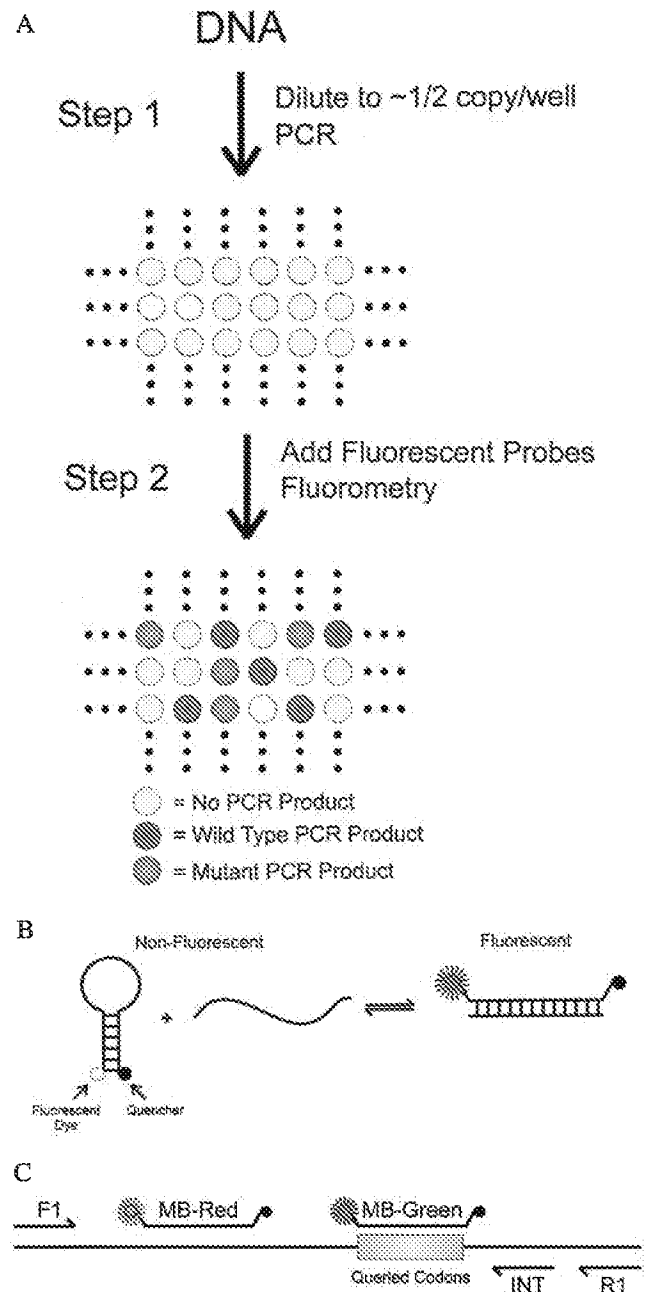 A
DNA
Step 1
Dilute to ~1/2 copy/well
PCR
Step 2
Add Fluorescent Probes
Fluorometry
= No PCR Product
= Wild Type PCR Product
= Mutant PCR Product
B
Non-Fluorescent
Fluorescent
+
Fluorescent
Dye
Quencher
C
F1
MB-Red
MB-Green
Queried Codons
INT
R1